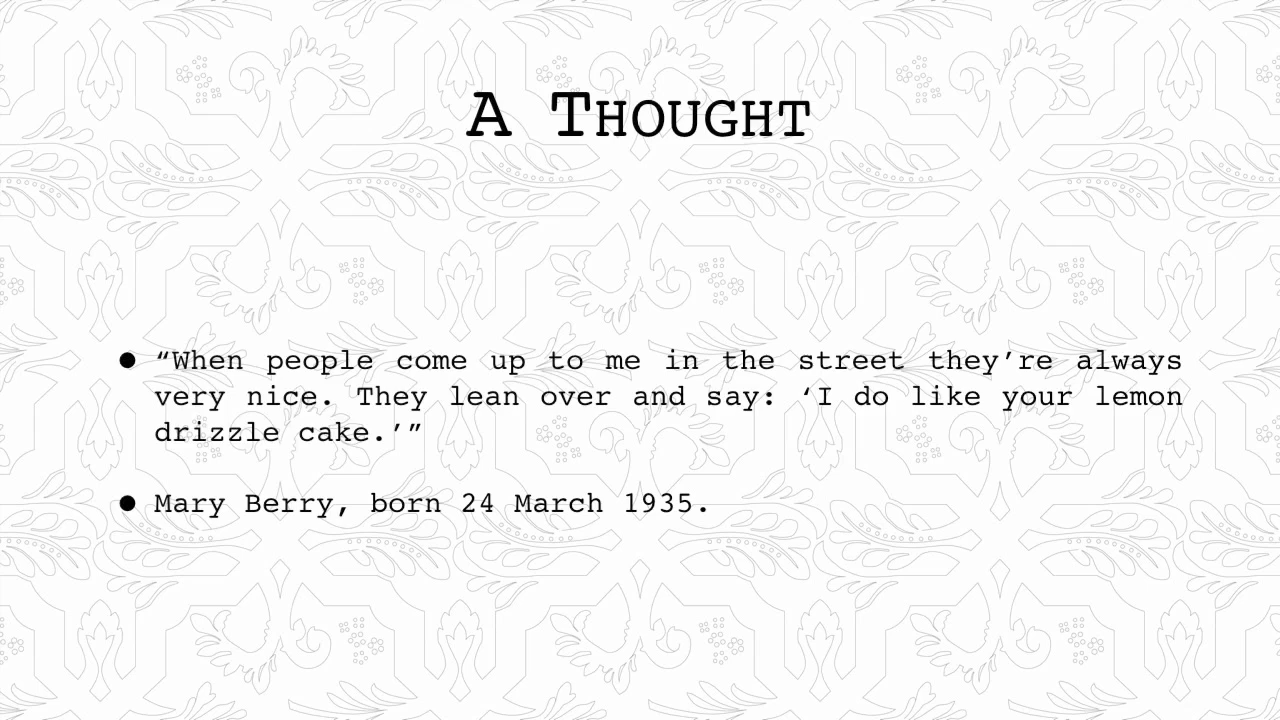 A Thought
● “When people come up to me in the street they’re always
very nice. They lean over and say: ‘I do like your lemon
drizzle cake.’”
● Mary Berry, born 24 March 1935.